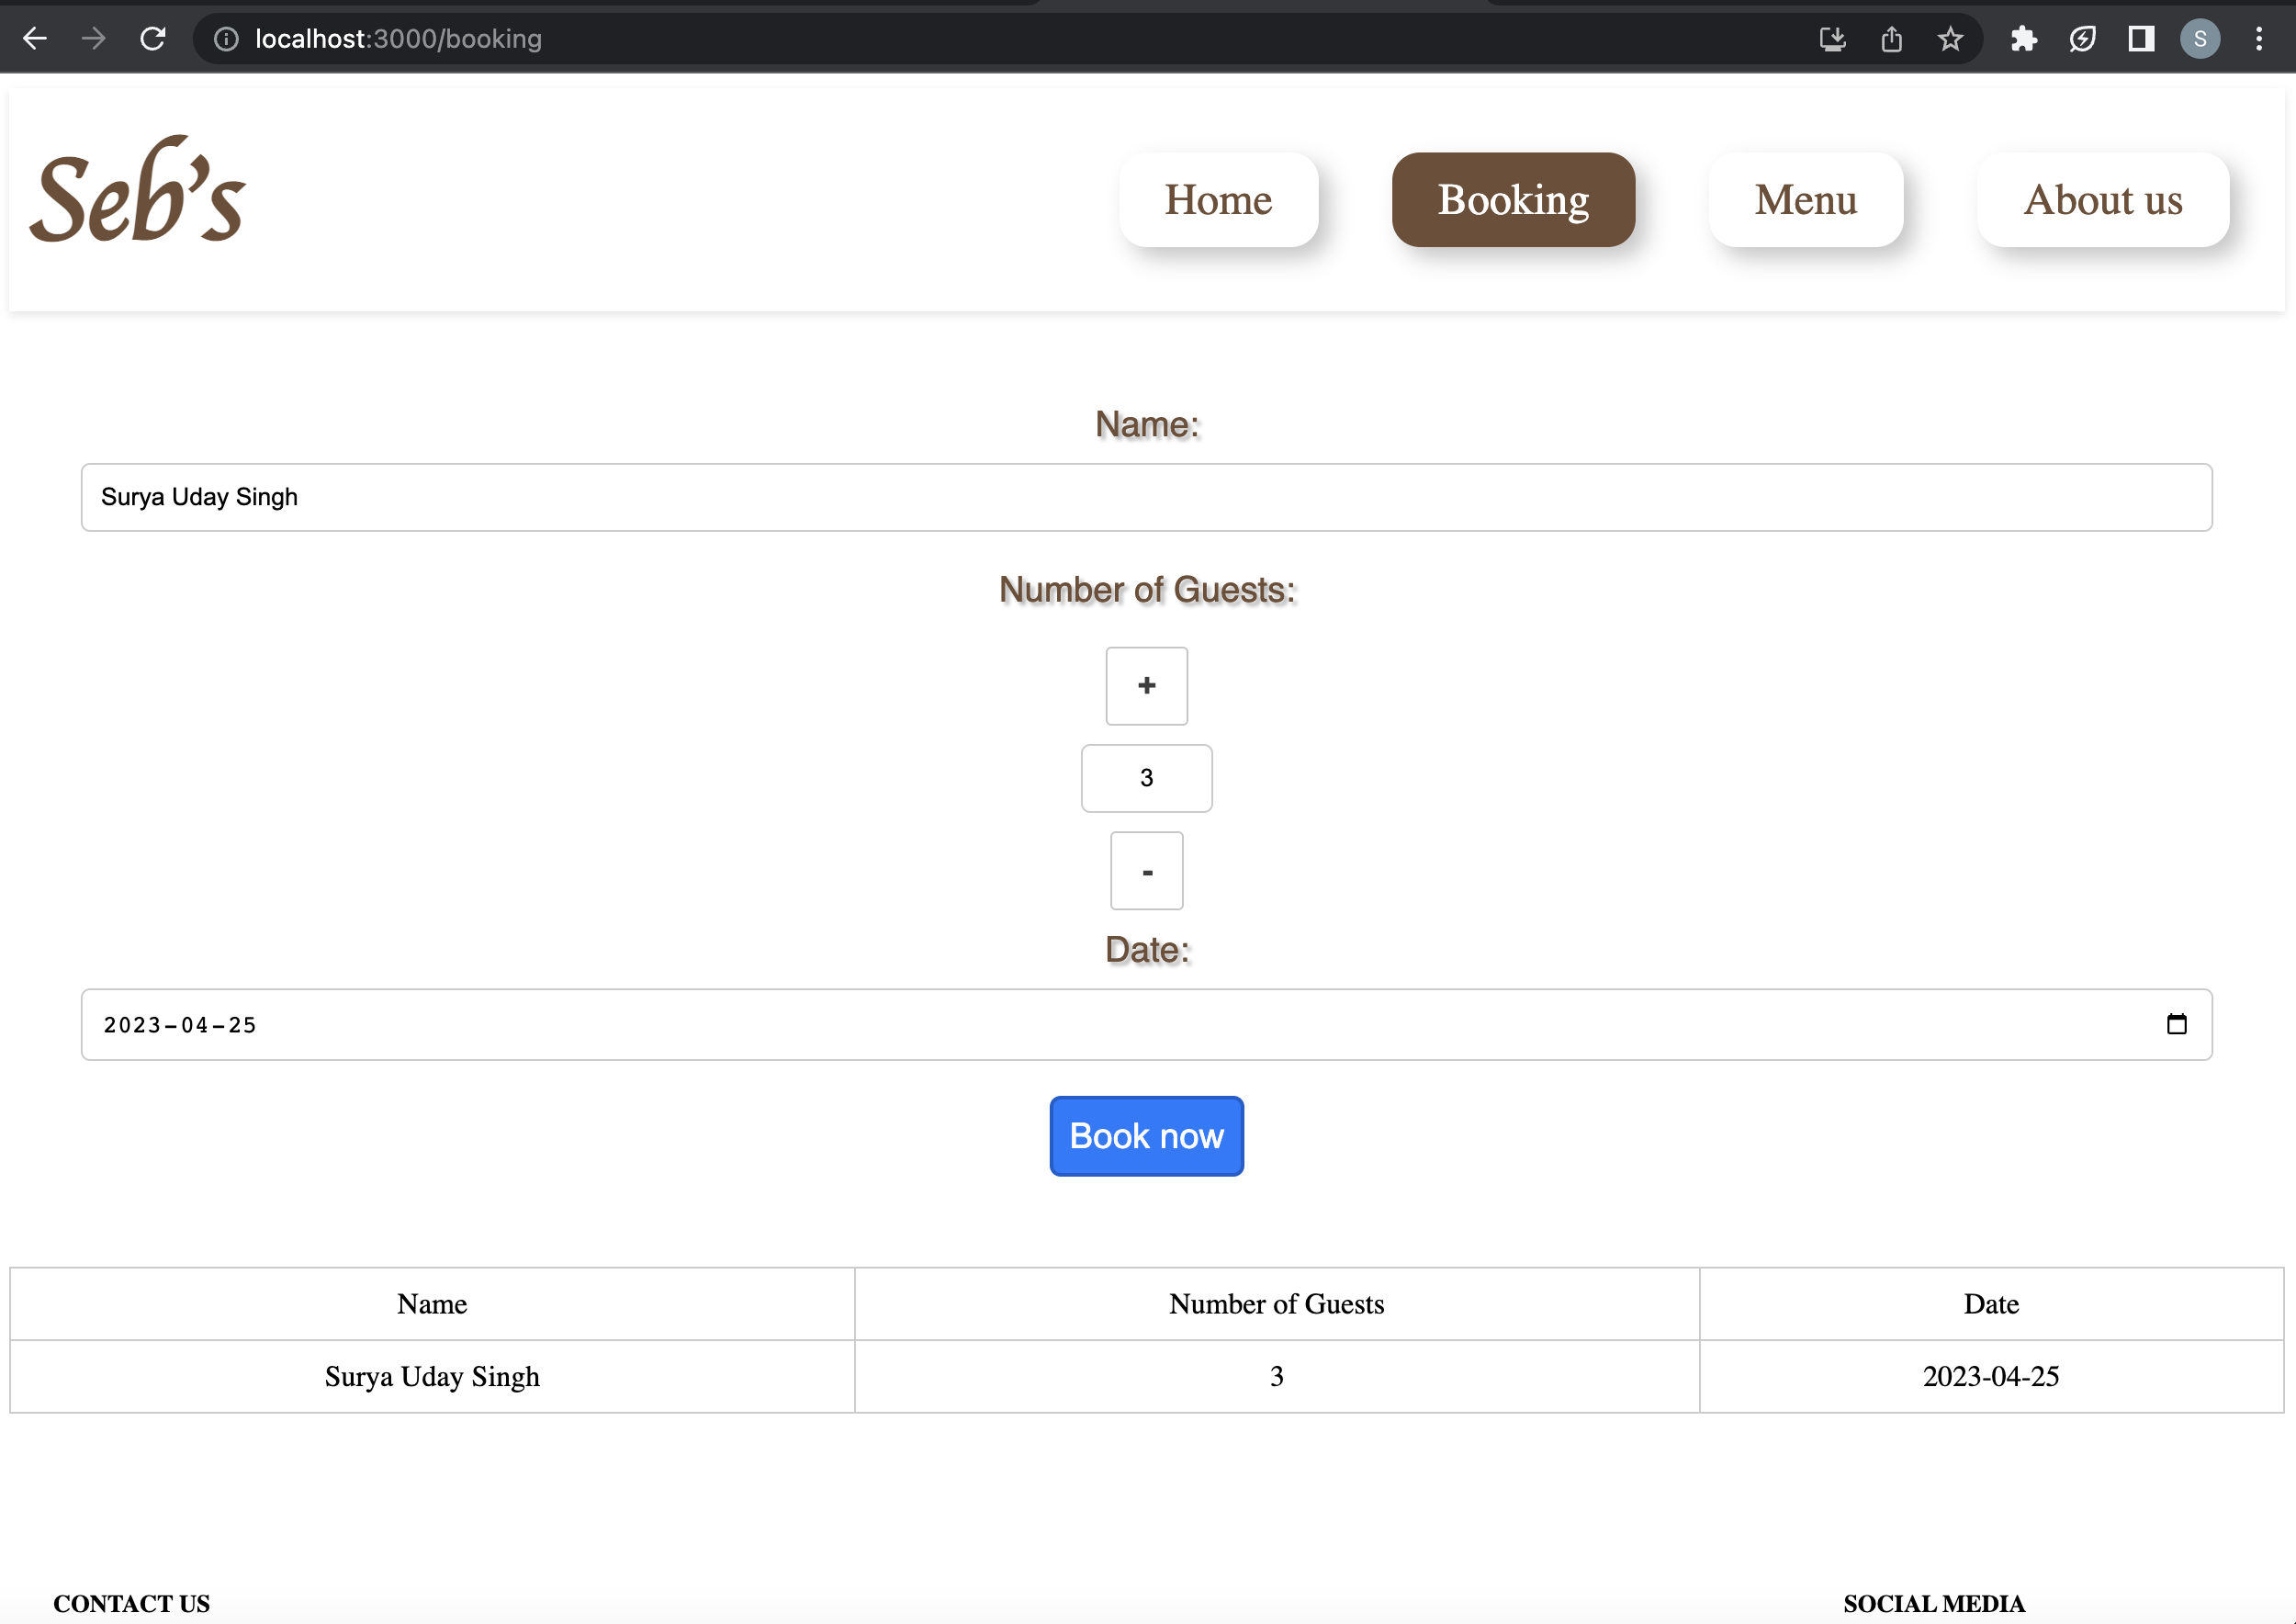 localhost:3000/booking
S
Seb's
Home Booking Menu About us
Name:
Surya Uday Singh
Number of Guests:
+
3
-
Date:
2023-04-25
Book now
Name Number of Guests Date
Surya Uday Singh 3 2023-04-25
CONTACT US SOCIAL MEDIA